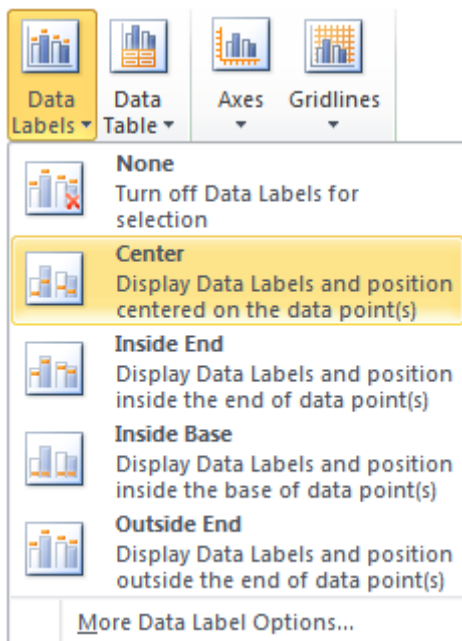 Data Labels
Data Table
Axes
Gridlines
None
Turn off Data Labels for
selection
Center
Display Data Labels and position
centered on the data point(s)
Inside End
Display Data Labels and position
inside the end of data point(s)
Inside Base
Display Data Labels and position
inside the base of data point(s)
Outside End
Display Data Labels and position
outside the end of data point(s)
More Data Label Options...